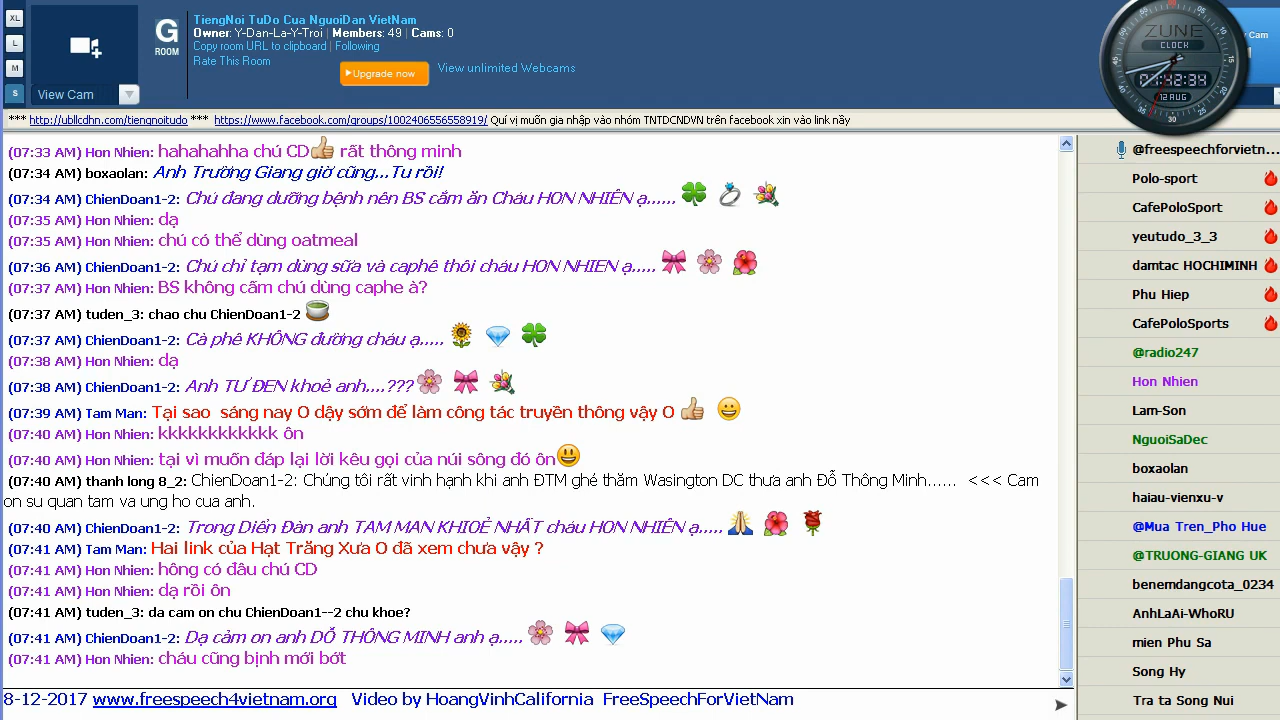 XL
L
M
S
View Cam
G
ROOM
TiengNoi TuDo Cua NguoiDan VietNam
Owner: Y-Dan-La-Y-Troi | Members: 49 | Cams: 0
Copy room URL to clipboard | Following
Rate This Room
Upgrade now
View unlimited Webcams
ZUNE
CLOCK
07:42:34
12 AUG
Cam
*** http://ubllcdhn.com/tiengnoitudo *** https://www.facebook.com/groups/1002406556539219/ Quí vị muốn gia nhập vào nhóm TNTDCNDVN trên facebook xin vào link nầy
(07:33 AM) Hon Nhien: hahahahha chú CD rất thông minh
(07:34 AM) boxaolan: Anh Trường Giang giờ cũng...Tu rồi!
(07:34 AM) ChienDoan1-2: Chú đang dưỡng bệnh nên BS cắm ăn Cháu HON NHIÊN ạ......
(07:35 AM) Hon Nhien: dạ
(07:35 AM) Hon Nhien: chú có thể dùng oatmeal
(07:36 AM) ChienDoan1-2: Chú chỉ tạm dùng sữa và caphê thôi cháu HON NHIEN ạ.....
(07:37 AM) Hon Nhien: BS không cấm chú dùng caphe à?
(07:37 AM) tuden_3: chao chu ChienDoan1-2
(07:37 AM) ChienDoan1-2: Cà phê KHÔNG đường cháu ạ.....
(07:38 AM) Hon Nhien: dạ
(07:38 AM) ChienDoan1-2: Anh TƯ ĐEN khoẻ anh....???
(07:39 AM) Tam Man: Tại sao sáng nay O dậy sớm để làm công tác truyền thông vậy O
(07:40 AM) Hon Nhien: kkkkkkkkkkkk ôn
(07:40 AM) Hon Nhien: tại vì muốn đáp lại lời kêu gọi của núi sông đó ôn
(07:40 AM) thanh long 8_2: ChienDoan1-2: Chúng tôi rất vinh hạnh khi anh ĐTM ghé thăm Wasington DC thưa anh Đỗ Thông Minh...... <<< Cam
on su quan tam va ung ho cua anh.
(07:40 AM) ChienDoan1-2: Trong Diển Đàn anh TAM MAN KHOẺ NHẤT cháu HON NHIÊN ạ.....
(07:41 AM) Tam Man: Hai link của Hạt Trăng Xưa O đã xem chưa vậy ?
(07:41 AM) Hon Nhien: hông có đâu chú CD
(07:41 AM) Hon Nhien: dạ rồi ôn
(07:41 AM) tuden_3: da cam on chu ChienDoan1--2 chu khoe?
(07:41 AM) ChienDoan1-2: Dạ cảm on anh DỖ THÔNG MINH anh ạ.....
(07:41 AM) Hon Nhien: cháu cũng bịnh mới bớt
@freespeechforvietn...
Polo-sport
CafePoloSport
yeutudo_3_3
damtac HOCHIMINH
Phu Hiep
CafePoloSports
@radio247
Hon Nhien
Lam-Son
NguoiSaDec
boxaolan
haiau-vienxu-v
@Mua Tren_Pho Hue
@TRUONG-GIANG UK
benemdangcota_0234
AnhLaAi-WhoRU
mien Phu Sa
Song Hy
Tra ta Song Nui
8-12-2017 www.freespeech4vietnam.org Video by HoangVinhCalifornia FreeSpeechForVietNam